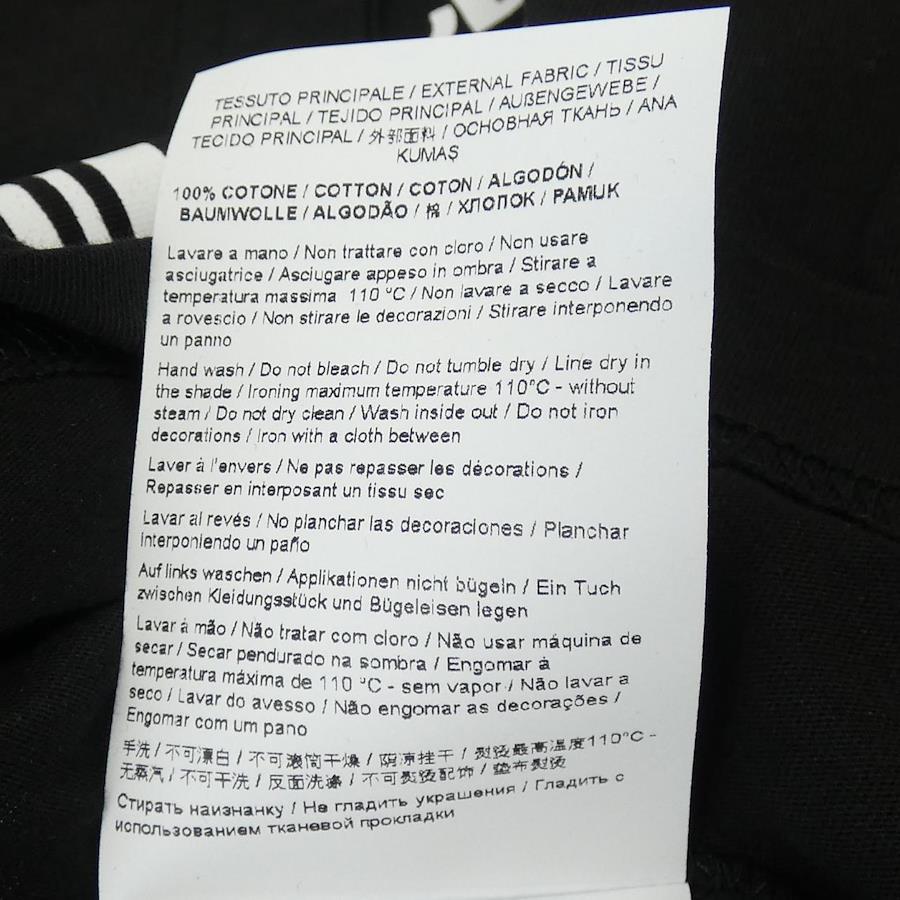 TESSUTO PRINCIPALE / EXTERNAL FABRIC / TISSU
PRINCIPAL / TEJIDO PRINCIPAL / AUßENGEWEBE /
TECIDO PRINCIPAL / 外部面料 / ОСНОВНАЯ ТКАНЬ / ANA
KUMAŞ
100% COTONE / COTTON / COTON / ALGODÓN /
BAUMWOLLE / ALGODÃO / 棉 / ХЛОПОК / PAMUK
Lavare a mano / Non trattare con cloro / Non usare
asciugatrice / Asciugare appeso in ombra / Stirare a
temperatura massima 110 °C / Non lavare a secco / Lavare
a rovescio / Non stirare le decorazioni / Stirare interponendo
un panno
Hand wash / Do not bleach / Do not tumble dry / Line dry in
the shade / Ironing maximum temperature 110°C - without
steam / Do not dry clean / Wash inside out / Do not iron
decorations / Iron with a cloth between
Laver à l'envers / Ne pas repasser les décorations /
Repasser en interposant un tissu sec
Lavar al revés / No planchar las decoraciones / Planchar
interponiendo un paño
Auf links waschen / Applikationen nicht bügeln / Ein Tuch
zwischen Kleidungsstück und Bügeleisen legen
Lavar à mão / Não tratar com cloro / Não usar máquina de
secar / Secar pendurado na sombra / Engomar à
temperatura máxima de 110 °C - sem vapor / Não lavar a
seco / Lavar do avesso / Não engomar as decorações /
Engomar com um pano
手洗 / 不可漂白 / 不可滚筒干燥 / 阴凉挂干 / 熨烫最高温度110°C -
无蒸汽 / 不可干洗 / 反面洗涤 / 不可熨烫配饰 / 垫布熨烫
Стирать наизнанку / Не гладить украшения / Гладить с
использованием тканевой прокладки